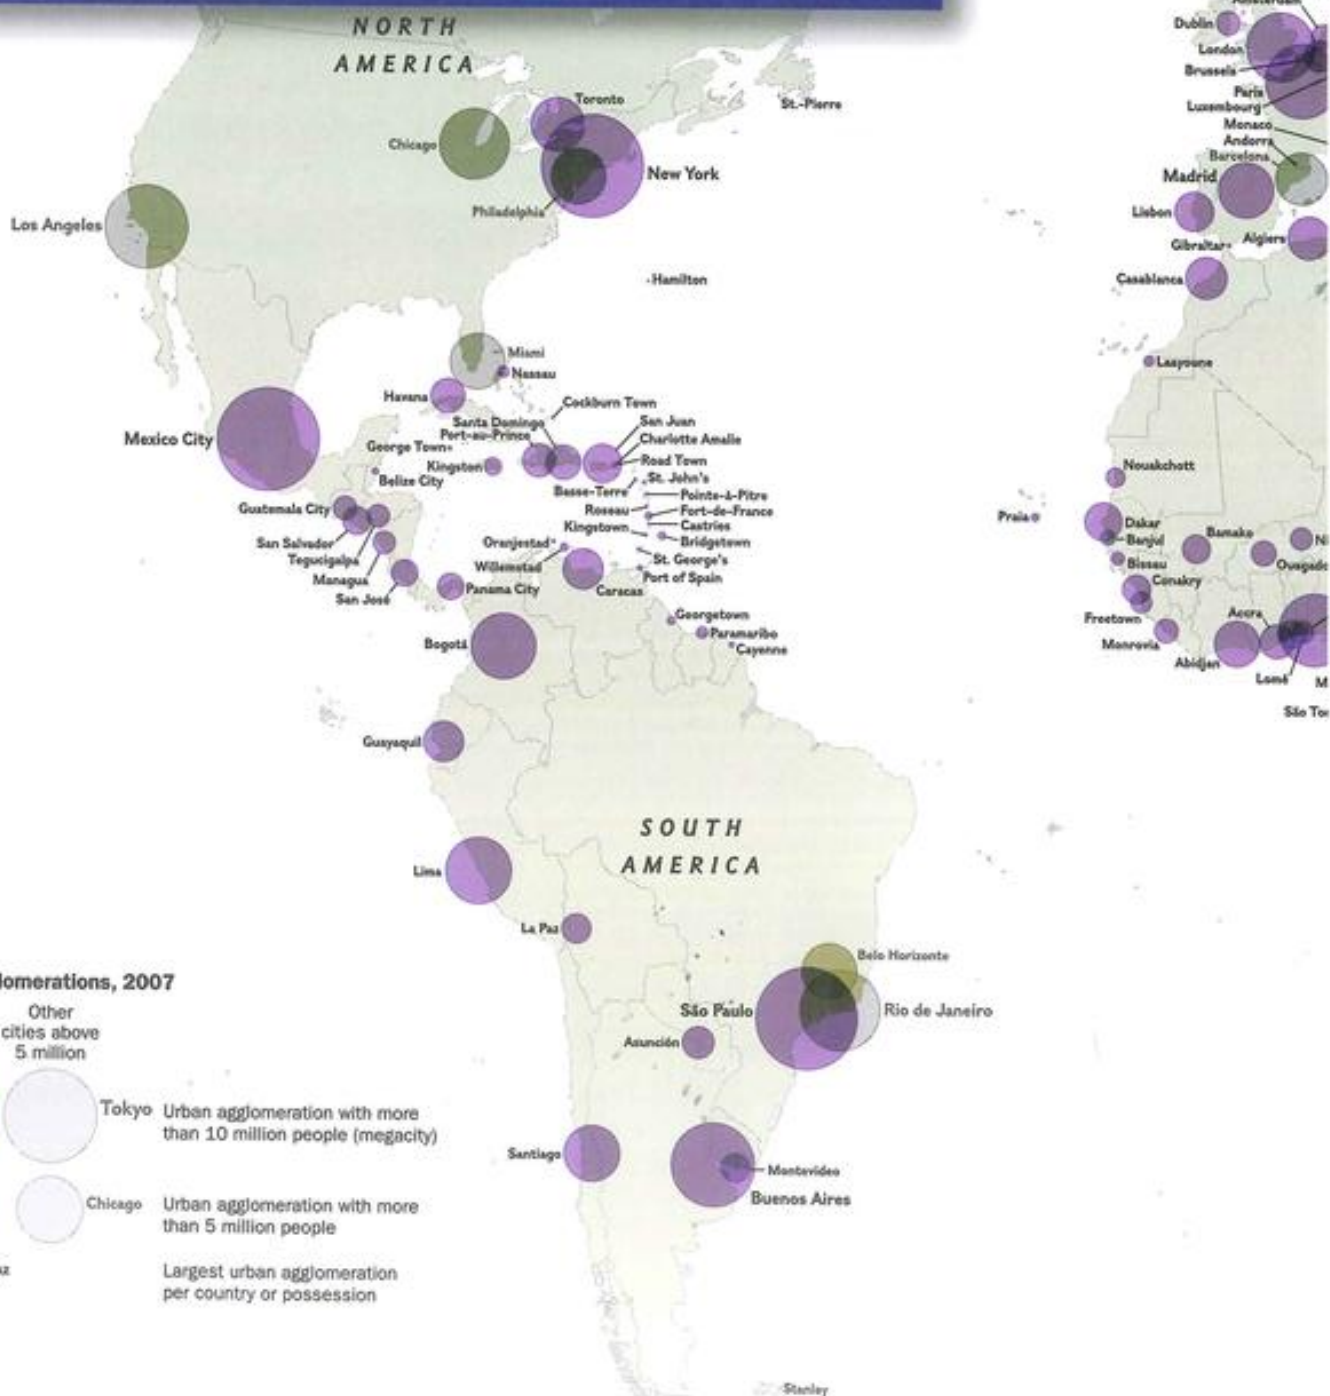 NORTH
AMERICA
Toronto
St.-Pierre
Chicago
New York
Philadelphia
Los Angeles
Hamilton
Miami
Nassau
Havana
Cockburn Town
Santa Domingo
San Juan
Port-au-Prince
Charlotte Amalie
Mexico City
George Town
Road Town
Kingston
St. John's
Belize City
Basse-Terre
Pointe-à-Pitre
Guatemala City
Roseau
Fort-de-France
Kingstown
Castries
San Salvador
Oranjestad
Bridgetown
Tegucigalpa
St. George's
Willemstad
Managua
Port of Spain
San José
Panama City
Caracas
Georgetown
Paramaribo
Bogotá
Cayenne
Guayaquil
SOUTH
AMERICA
Lima
La Paz
Belo Horizonte
São Paulo
Rio de Janeiro
Asunción
Santiago
Montevideo
Buenos Aires
Stanley
Dublin
London
Brussels
Paris
Luxembourg
Monaco
Andorra
Barcelona
Madrid
Lisbon
Gibraltar
Algiers
Casablanca
Laayoune
Nouakchott
Praia
Dakar
Banjul
Bamako
Bissau
Conakry
Freetown
Accra
Monrovia
Abidjan
Lomé
M
São To
lomerations, 2007
Other
cities above
5 million
Tokyo
Urban agglomeration with more
than 10 million people (megacity)
Chicago
Urban agglomeration with more
than 5 million people
az
Largest urban agglomeration
per country or possession